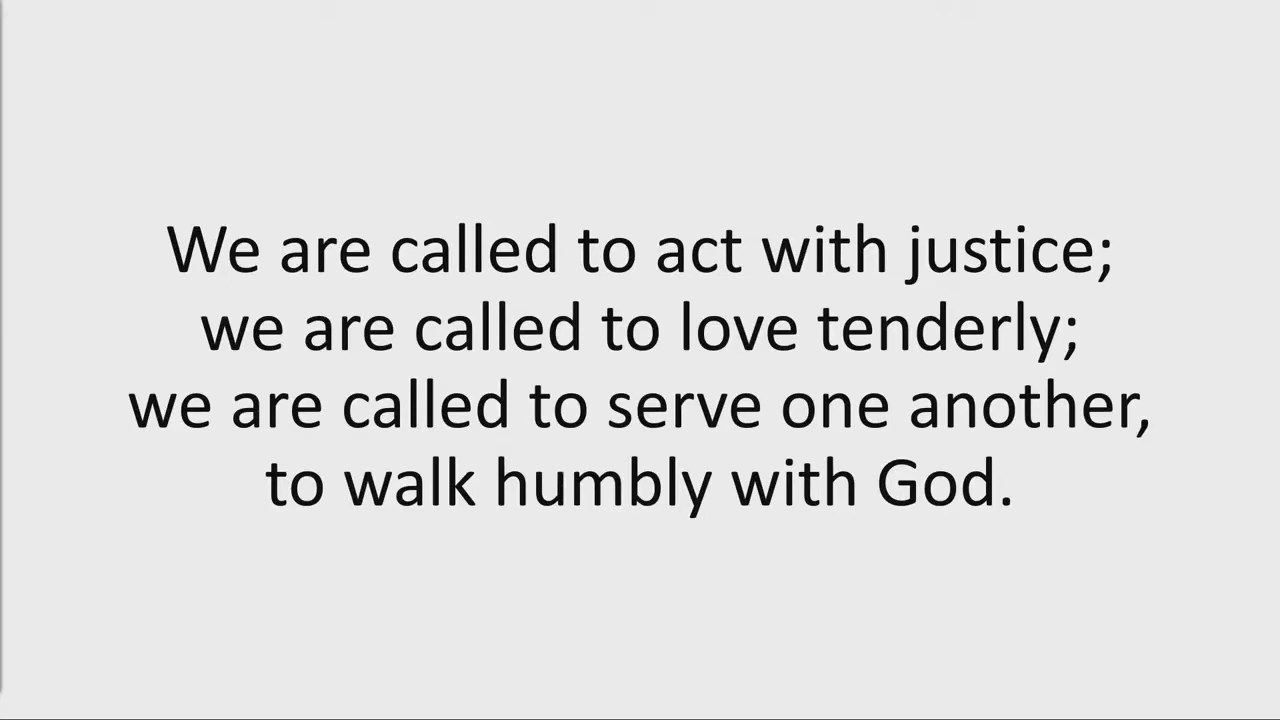 We are called to act with justice;
we are called to love tenderly;
we are called to serve one another,
to walk humbly with God.